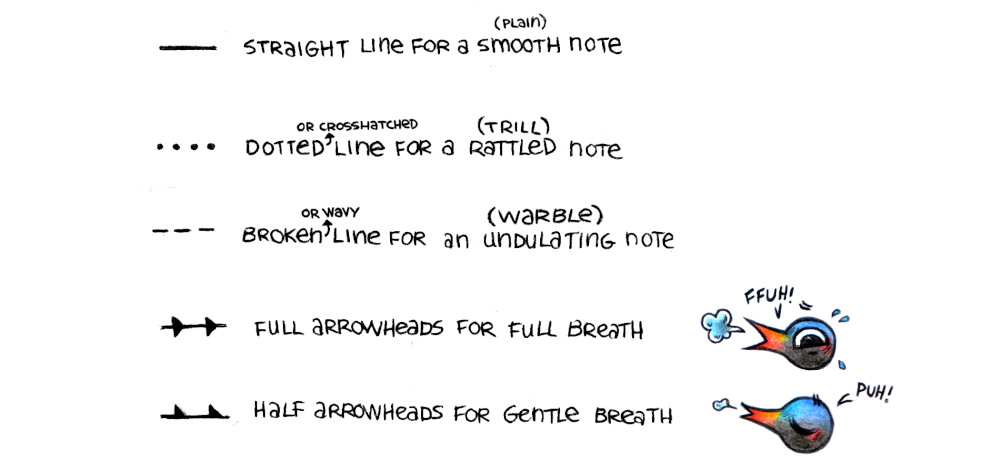 (PLAIN)
STRAIGHT LINE FOR A SMOOTH NOTE
OR CROSSHATCHED (TRILL)
DOTTED LINE FOR A RATTLED NOTE
OR WAVY (WARBLE)
BROKEN LINE FOR AN UNDULATING NOTE
FFUH!
FULL ARROWHEADS FOR FULL BREATH
PUH!
HALF ARROWHEADS FOR GENTLE BREATH